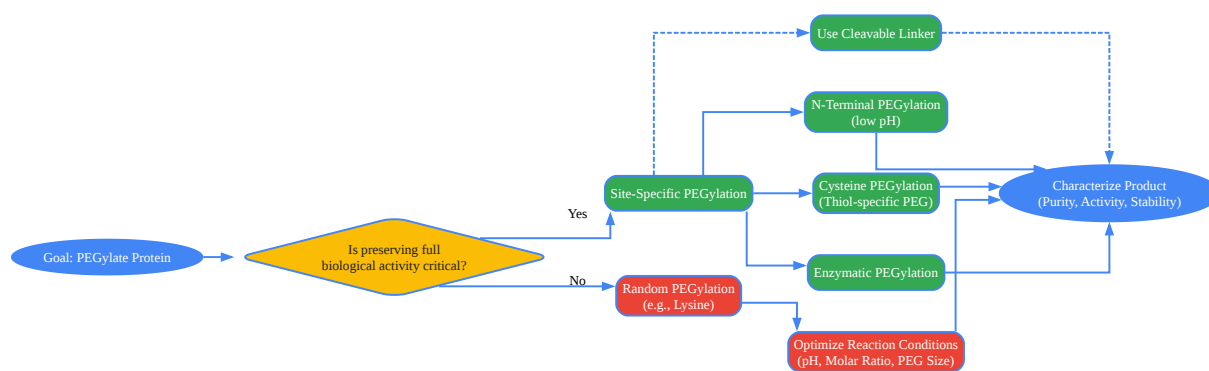 Goal: PEGylate Protein
Is preserving full
biological activity critical?
Yes
No
Site-Specific PEGylation
Random PEGylation
(e.g., Lysine)
Use Cleavable Linker
N-Terminal PEGylation
(low pH)
Cysteine PEGylation
(Thiol-specific PEG)
Enzymatic PEGylation
Optimize Reaction Conditions
(pH, Molar Ratio, PEG Size)
Characterize Product
(Purity, Activity, Stability)